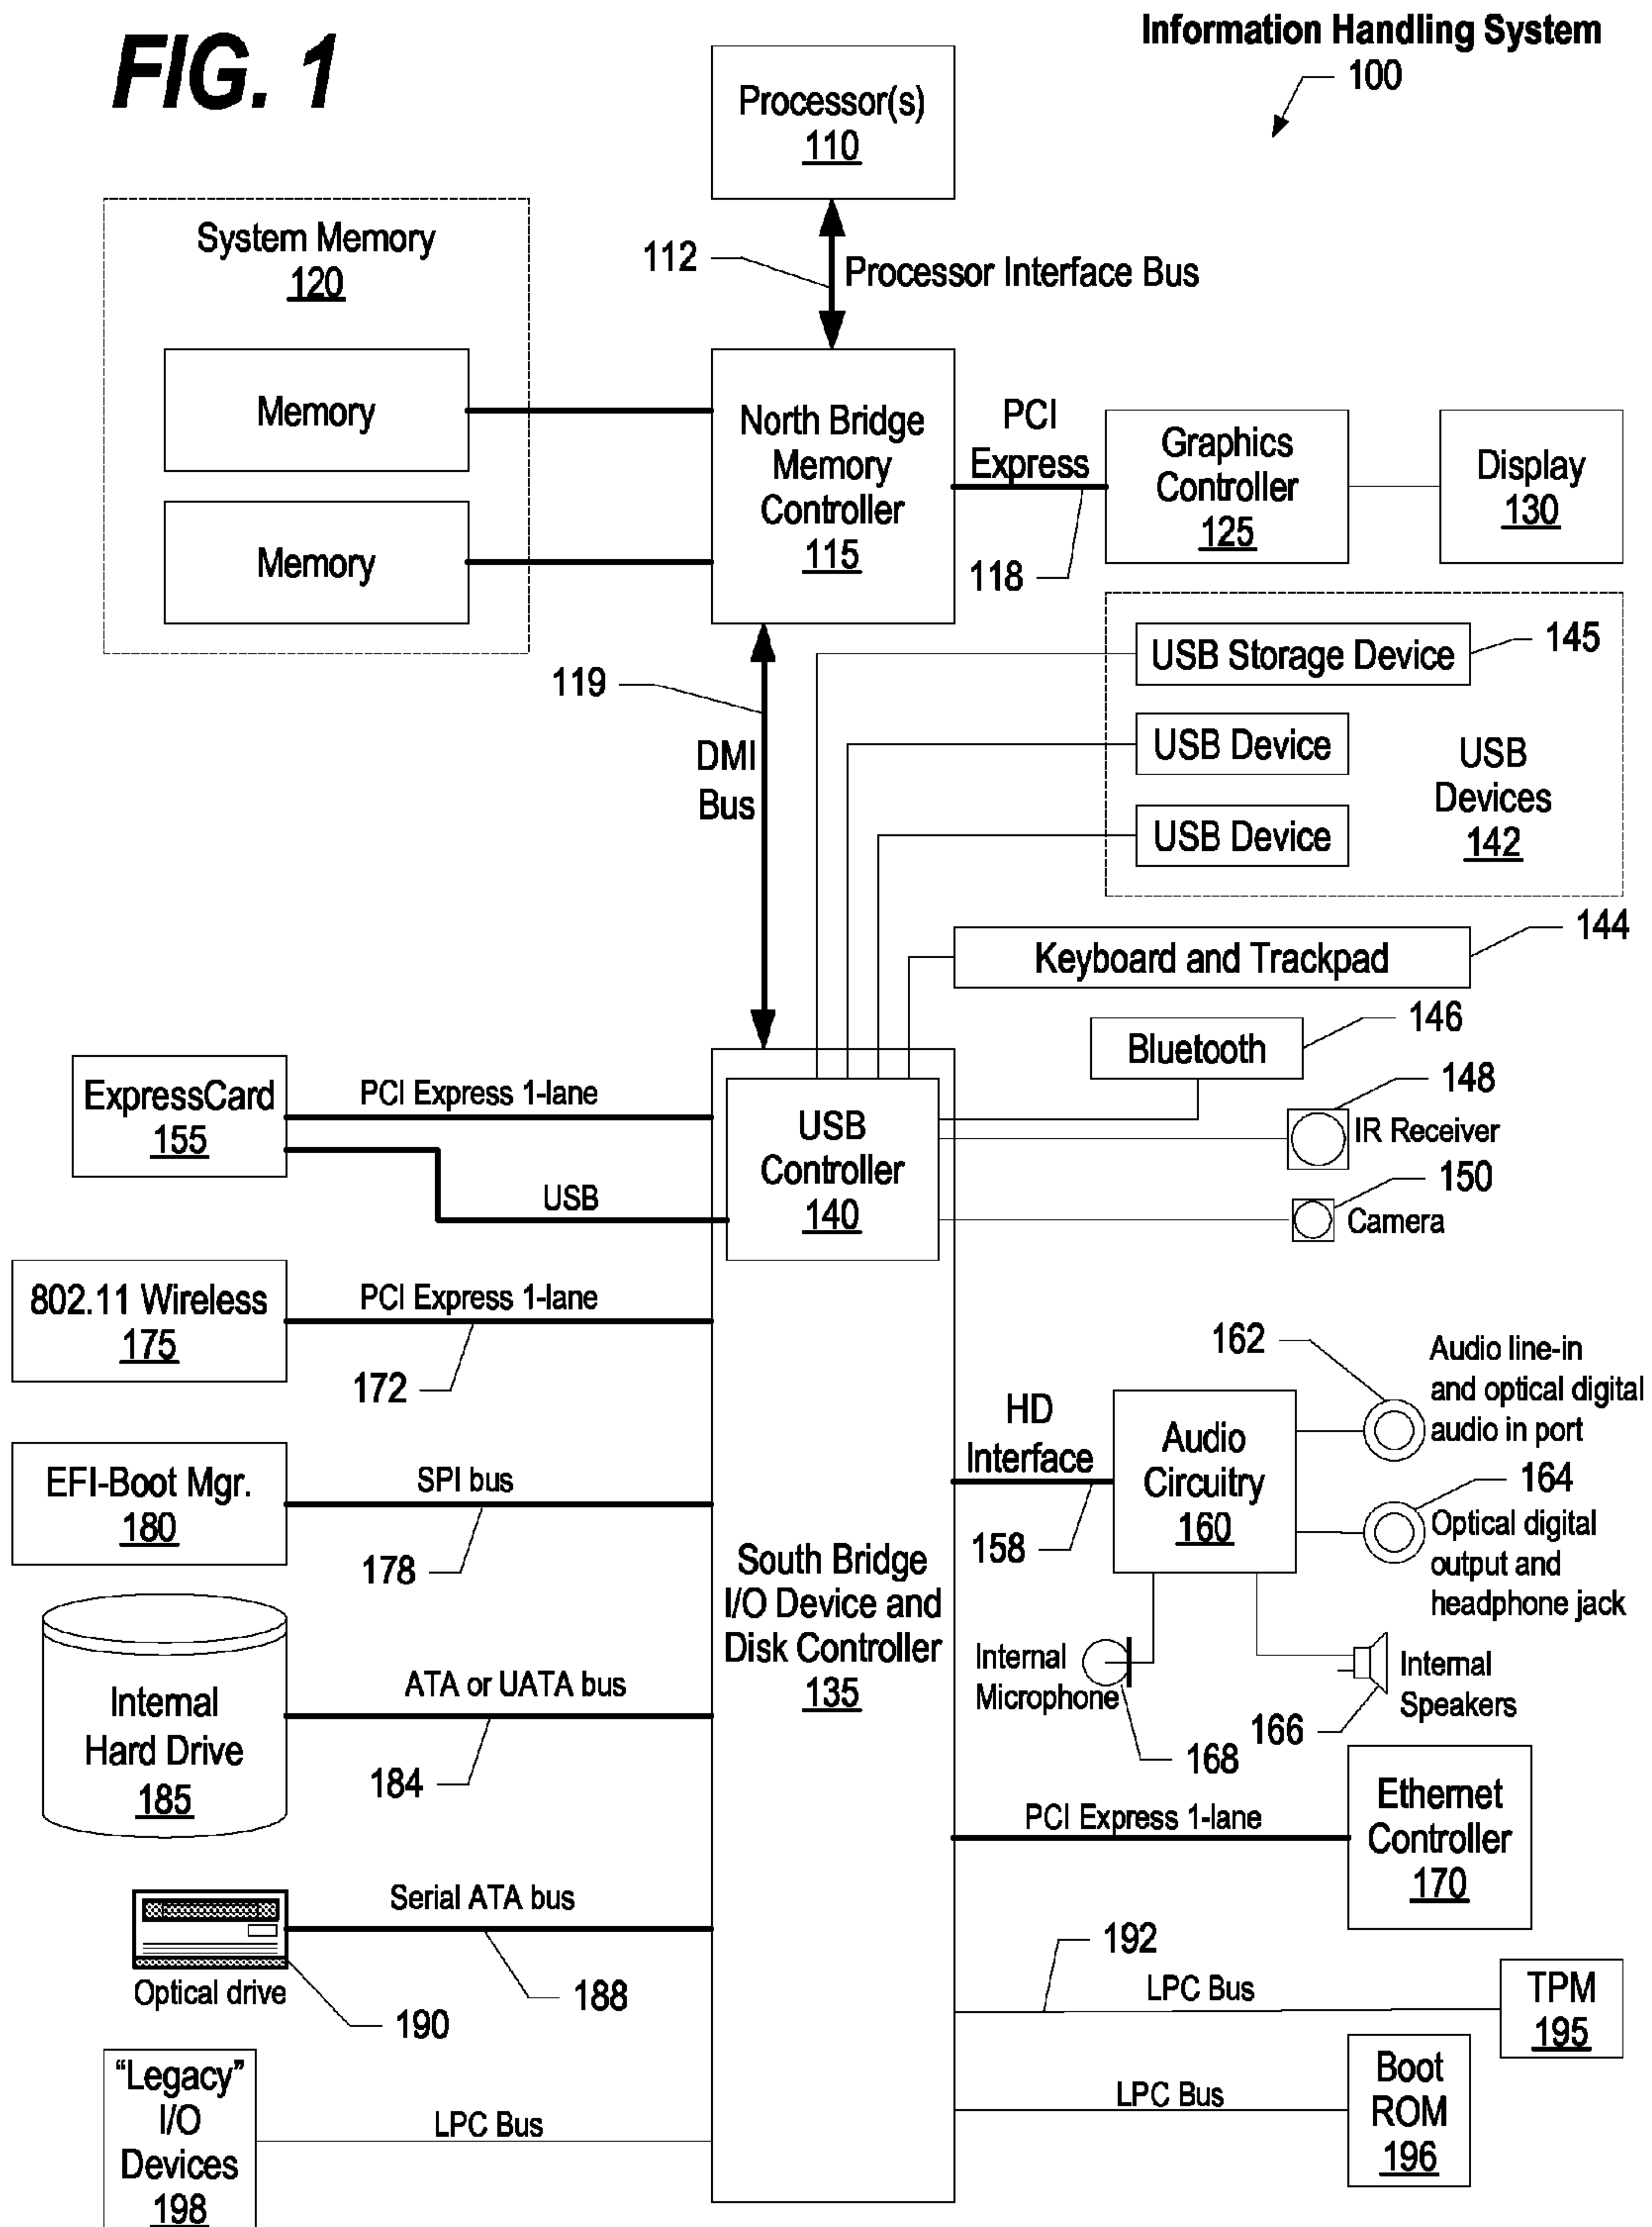 FIG. 1
Information Handling System
100
Processor(s)
110
112
Processor Interface Bus
System Memory
120
Memory
Memory
North Bridge
Memory
Controller
115
PCI
Express
118
Graphics
Controller
125
Display
130
119
DMI
Bus
USB Storage Device
145
USB Device
USB Device
USB
Devices
142
Keyboard and Trackpad
144
Bluetooth
146
148
IR Receiver
150
Camera
USB
Controller
140
ExpressCard
155
PCI Express 1-lane
USB
802.11 Wireless
175
PCI Express 1-lane
172
EFI-Boot Mgr.
180
SPI bus
178
Internal
Hard Drive
185
ATA or UATA bus
184
Serial ATA bus
188
Optical drive
190
"Legacy"
I/O
Devices
198
LPC Bus
South Bridge
I/O Device and
Disk Controller
135
HD
Interface
158
Audio
Circuitry
160
162
Audio line-in
and optical digital
audio in port
164
Optical digital
output and
headphone jack
Internal
Microphone
168
Internal
Speakers
166
PCI Express 1-lane
Ethernet
Controller
170
192
LPC Bus
TPM
195
LPC Bus
Boot
ROM
196